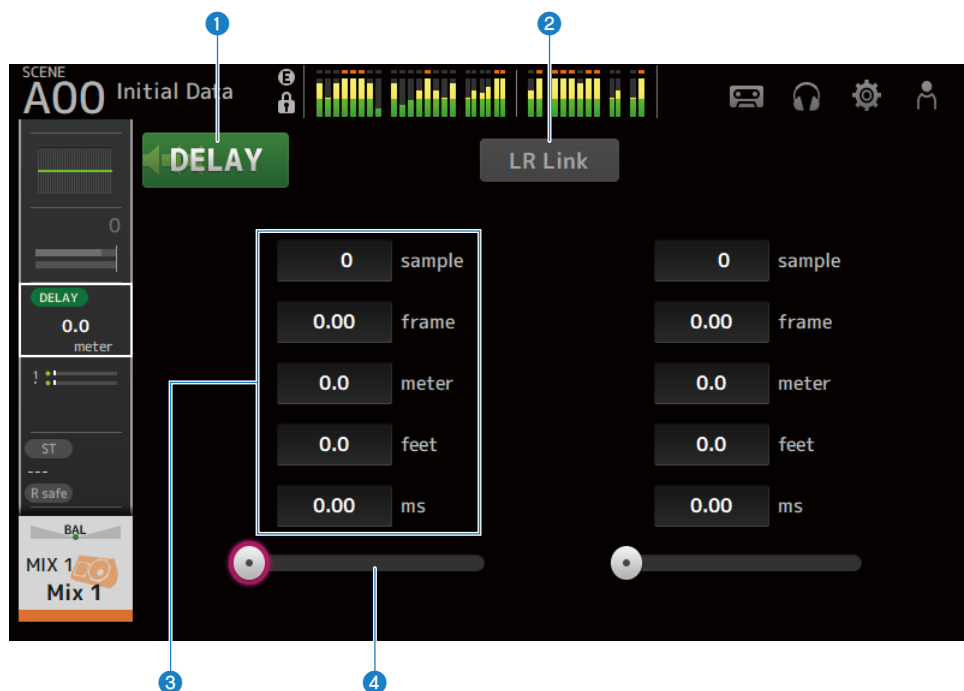 1
2
SCENE
A00 Initial Data
E
DELAY
LR Link
0
DELAY
0.0
meter
!
ST
---
R safe
BAL
MIX 1
Mix 1
0 sample
0.00 frame
0.0 meter
0.0 feet
0.00 ms
0 sample
0.00 frame
0.0 meter
0.0 feet
0.00 ms
3
4